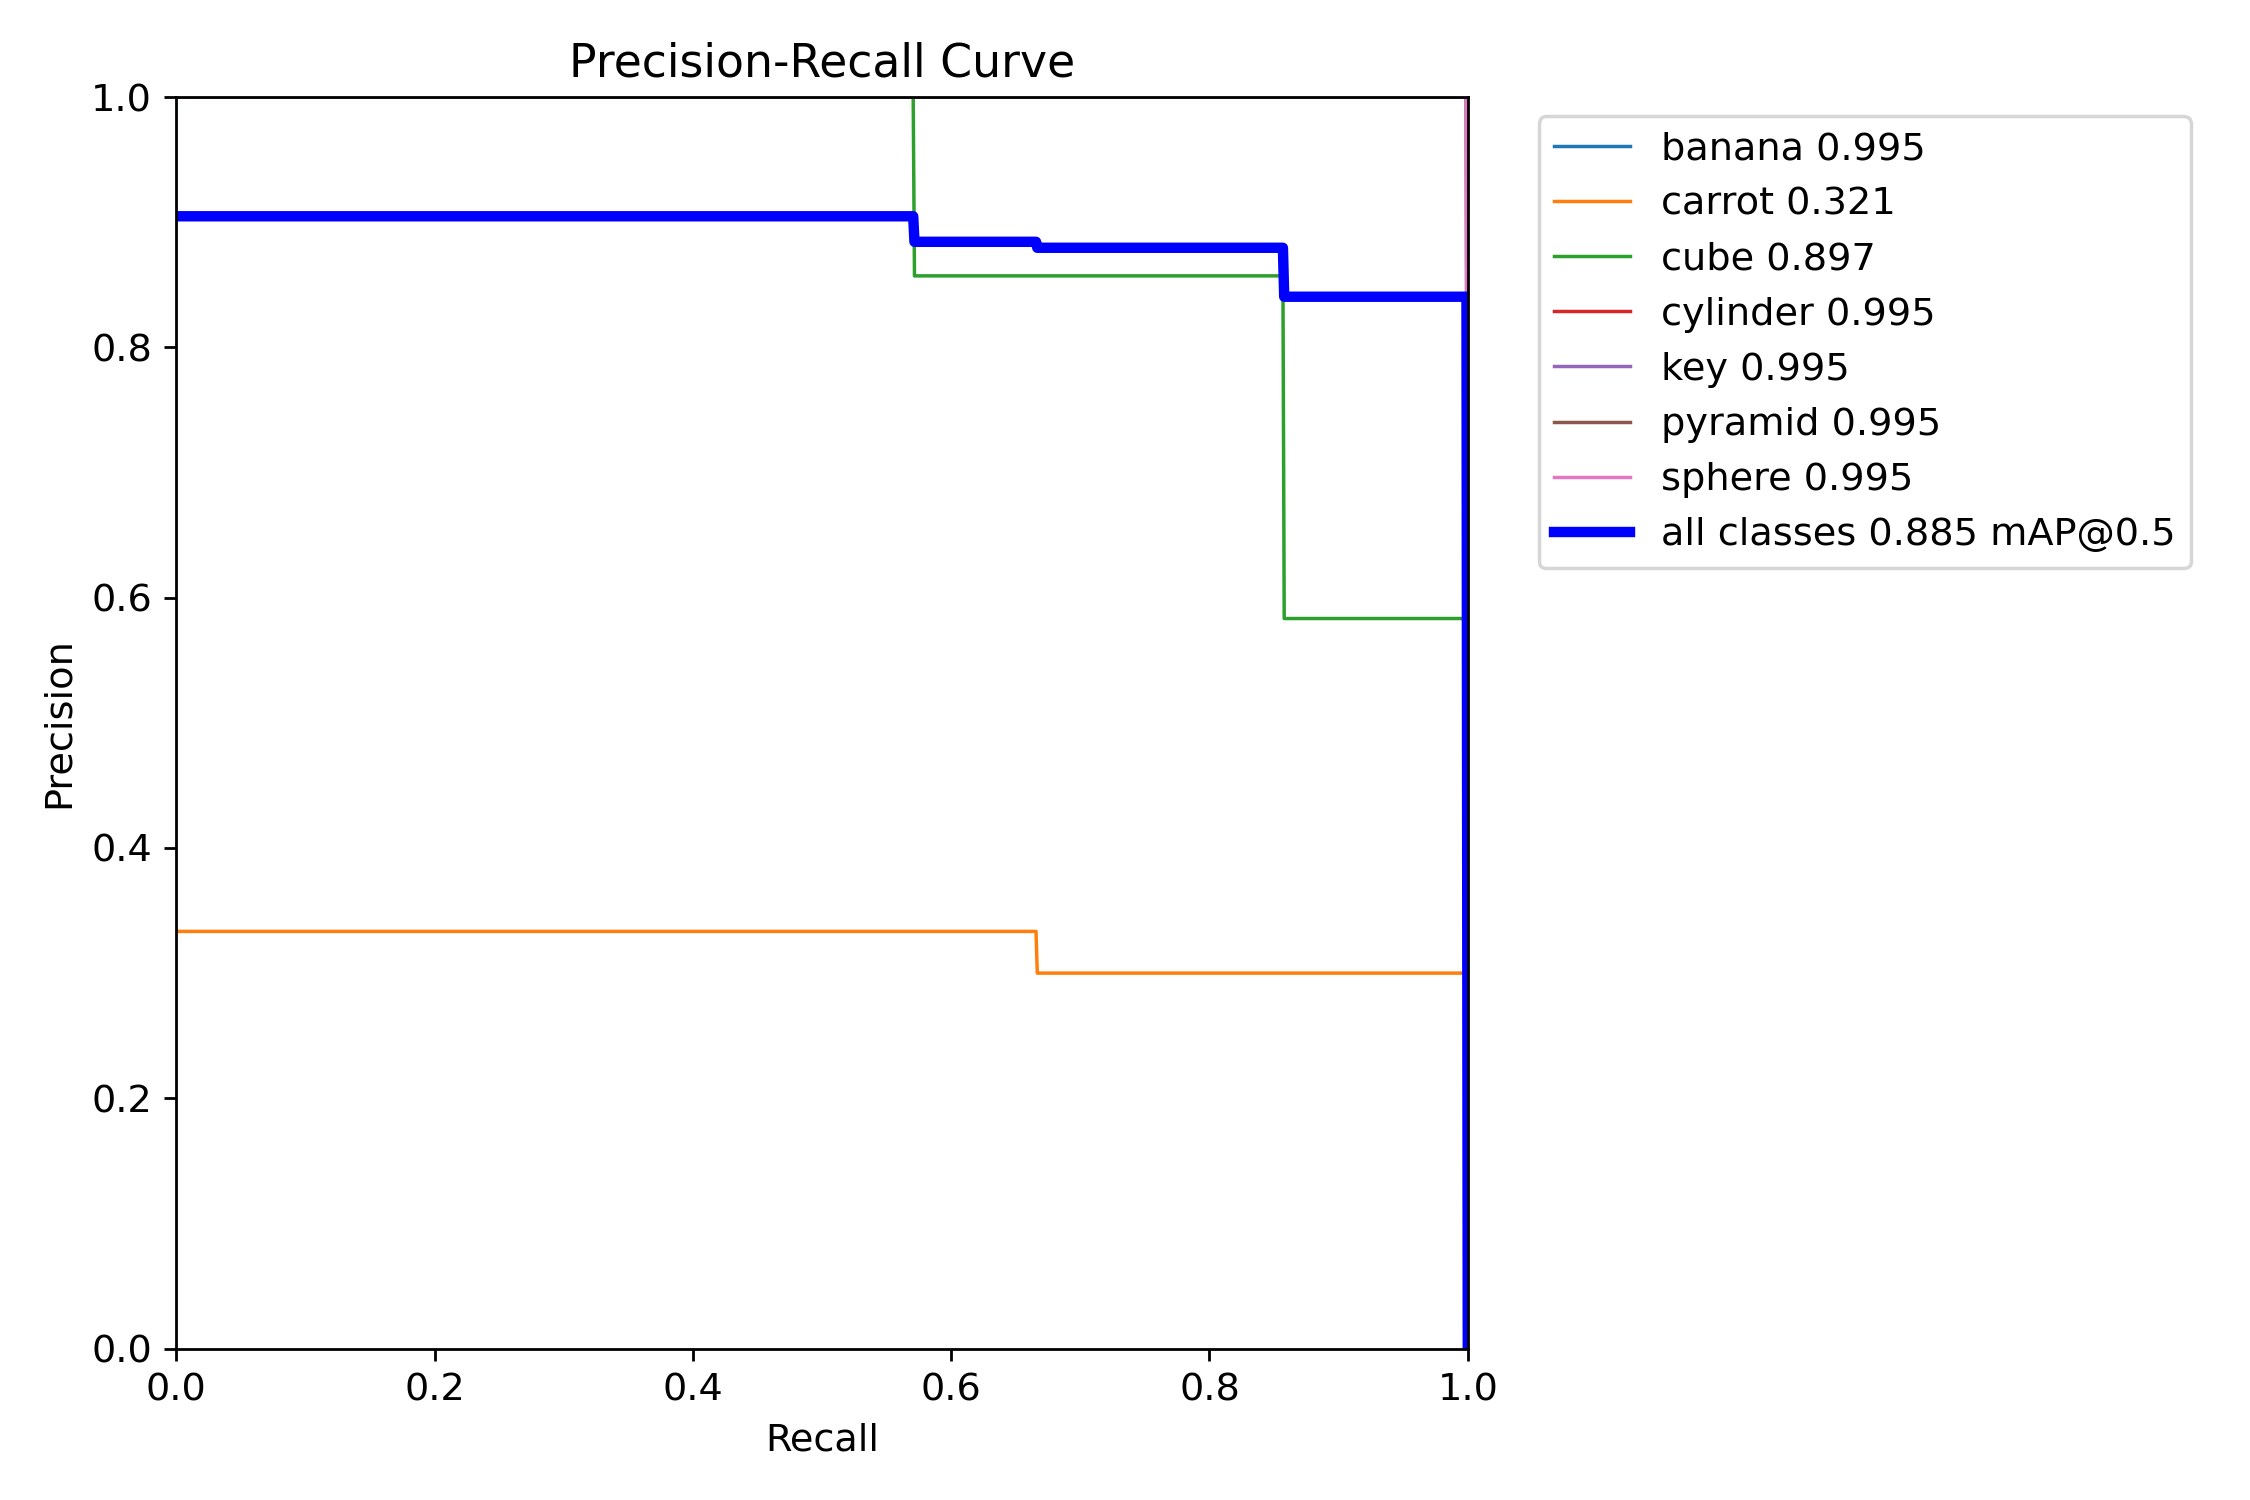 Precision-Recall Curve
1.0
0.8
0.6
0.4
0.2
0.0
Precision
0.0 0.2 0.4 0.6 0.8 1.0
Recall
banana 0.995
carrot 0.321
cube 0.897
cylinder 0.995
key 0.995
pyramid 0.995
sphere 0.995
all classes 0.885 mAP@0.5